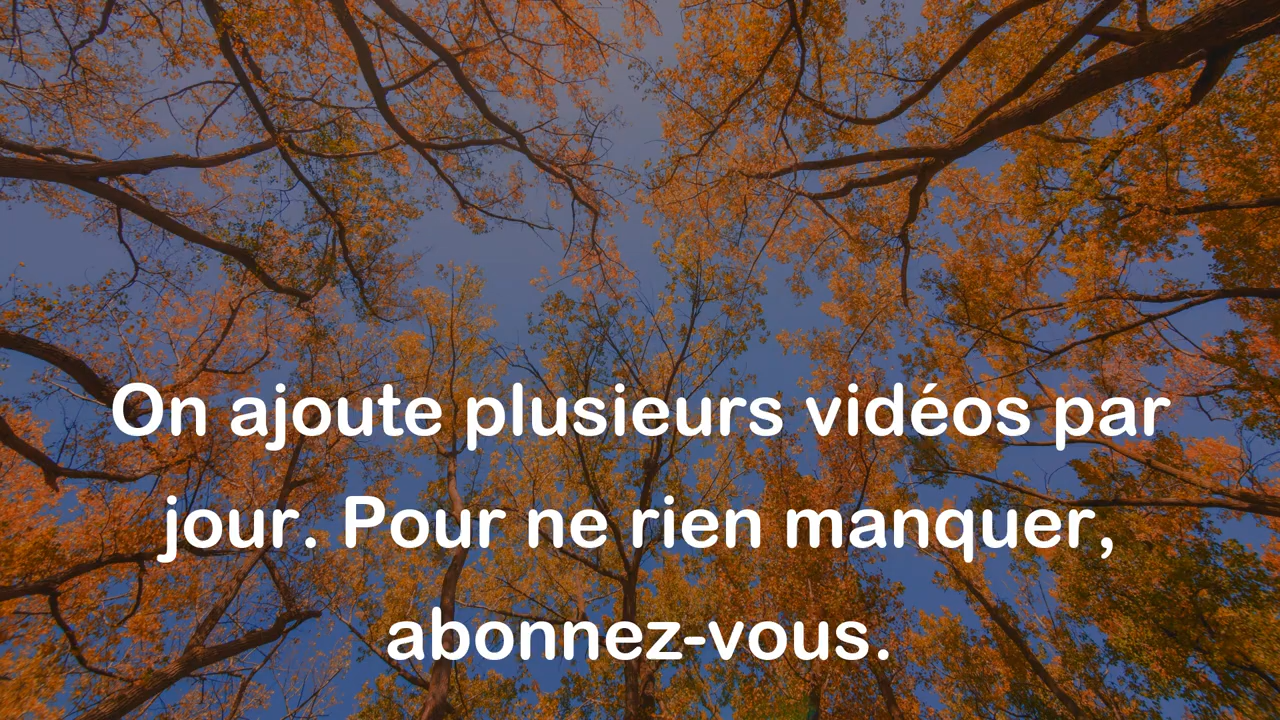 On ajoute plusieurs vidéos par
jour. Pour ne rien manquer,
abonnez-vous.